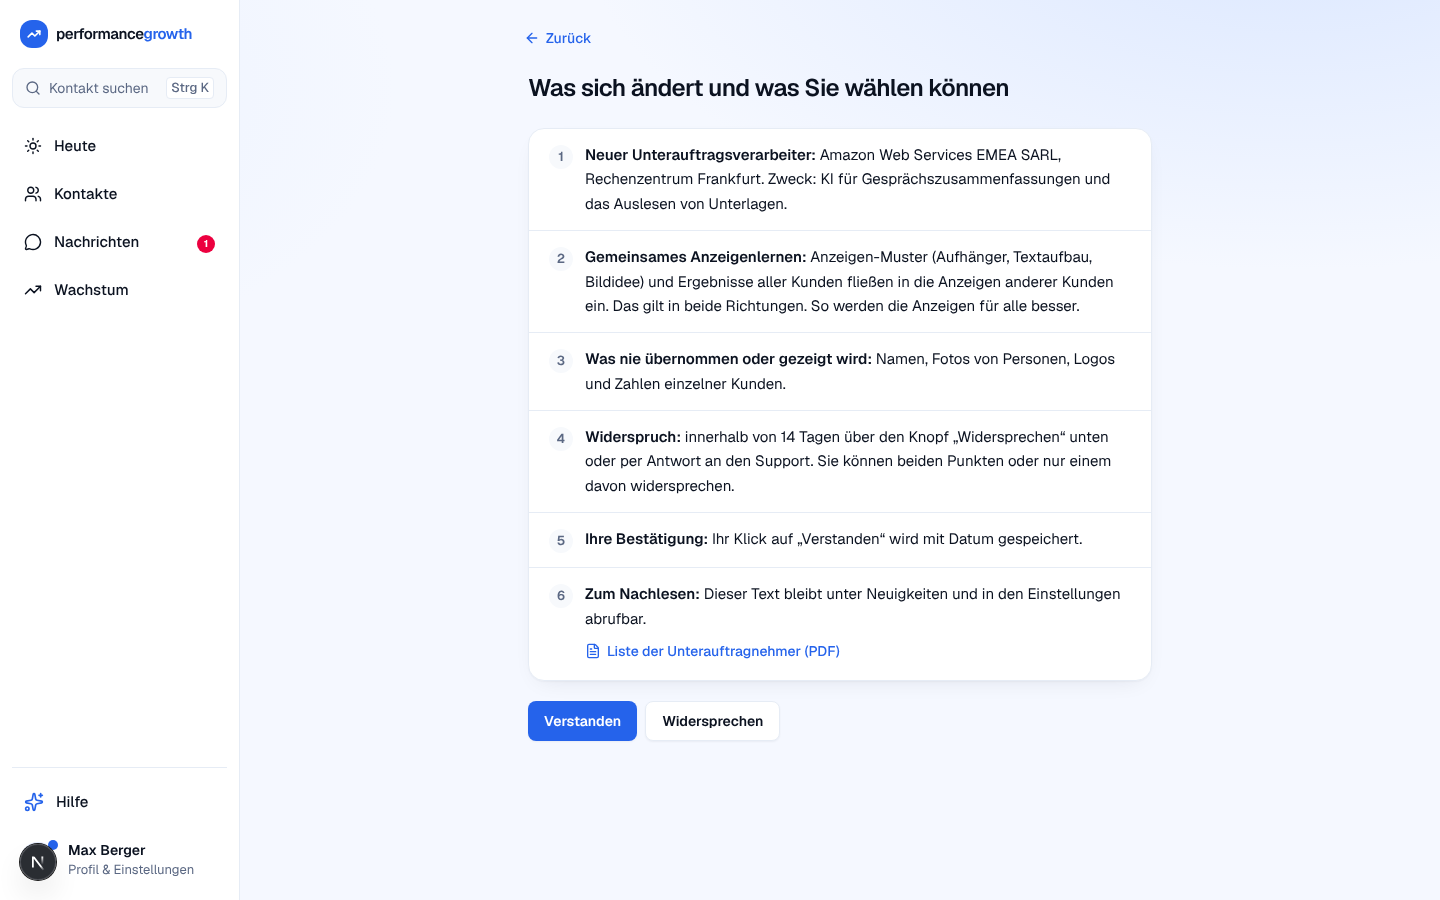 performancegrowth
Kontakt suchen
Strg K
Heute
Kontakte
Nachrichten
1
Wachstum
Hilfe
N
Max Berger
Profil & Einstellungen
Zurück
Was sich ändert und was Sie wählen können
1
Neuer Unterauftragsverarbeiter: Amazon Web Services EMEA SARL,
Rechenzentrum Frankfurt. Zweck: KI für Gesprächszusammenfassungen und
das Auslesen von Unterlagen.
2
Gemeinsames Anzeigenlernen: Anzeigen-Muster (Aufhänger, Textaufbau,
Bildidee) und Ergebnisse aller Kunden fließen in die Anzeigen anderer Kunden
ein. Das gilt in beide Richtungen. So werden die Anzeigen für alle besser.
3
Was nie übernommen oder gezeigt wird: Namen, Fotos von Personen, Logos
und Zahlen einzelner Kunden.
4
Widerspruch: innerhalb von 14 Tagen über den Knopf „Widersprechen“ unten
oder per Antwort an den Support. Sie können beiden Punkten oder nur einem
davon widersprechen.
5
Ihre Bestätigung: Ihr Klick auf „Verstanden“ wird mit Datum gespeichert.
6
Zum Nachlesen: Dieser Text bleibt unter Neuigkeiten und in den Einstellungen
abrufbar.
Liste der Unterauftragnehmer (PDF)
Verstanden
Widersprechen